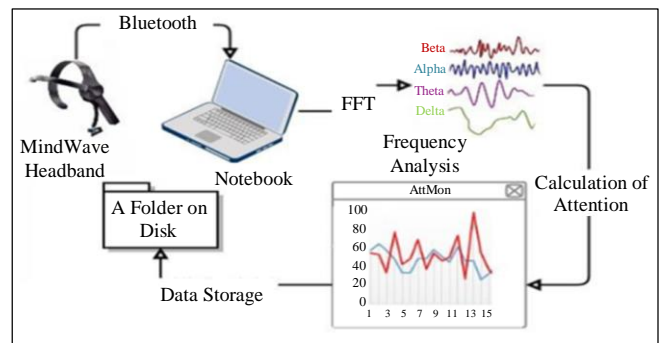 Bluetooth
MindWave
Headband
Notebook
FFT
Beta
Alpha
Theta
Delta
Frequency
Analysis
Calculation of
Attention
AttMon
100
80
60
40
20
0
1 3 5 7 9 11 13 15
Data Storage
A Folder on
Disk